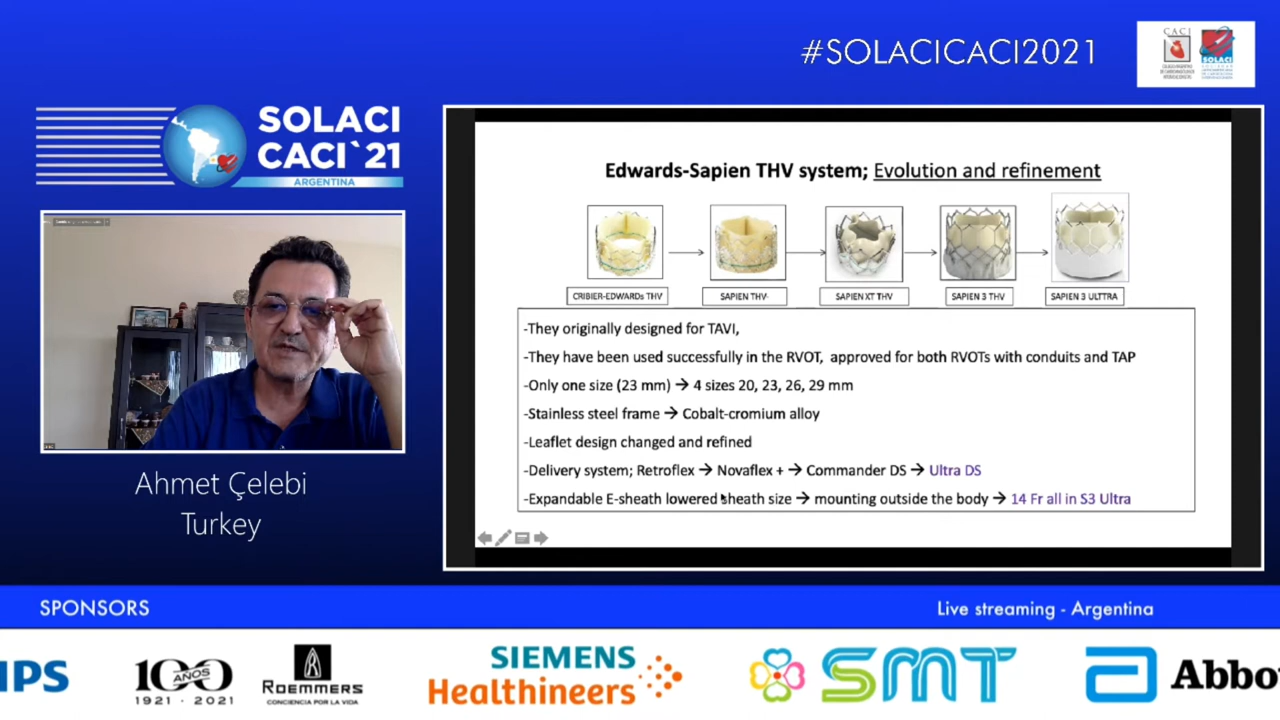 #SOLACICACI2021
CACI
SOLACI
SOLACI
CACI`21
ARGENTINA
Edwards-Sapien THV system; Evolution and refinement
CRIBIER-EDWARDs THV
SAPIEN THV-
SAPIEN XT THV
SAPIEN 3 THV
SAPIEN 3 ULTTRA
-They originally designed for TAVI,
-They have been used successfully in the RVOT, approved for both RVOTs with conduits and TAP
-Only one size (23 mm) → 4 sizes 20, 23, 26, 29 mm
-Stainless steel frame → Cobalt-cromium alloy
-Leaflet design changed and refined
-Delivery system; Retroflex → Novaflex + → Commander DS → Ultra DS
-Expandable E-sheath lowered sheath size → mounting outside the body → 14 Fr all in S3 Ultra
Ahmet Çelebi
Turkey
SPONSORS
Live streaming - Argentina
IPS
100
AÑOS
1921 · 2021
ROEMMERS
CONCIENCIA POR LA VIDA
SIEMENS
Healthineers
SMT
Abbo